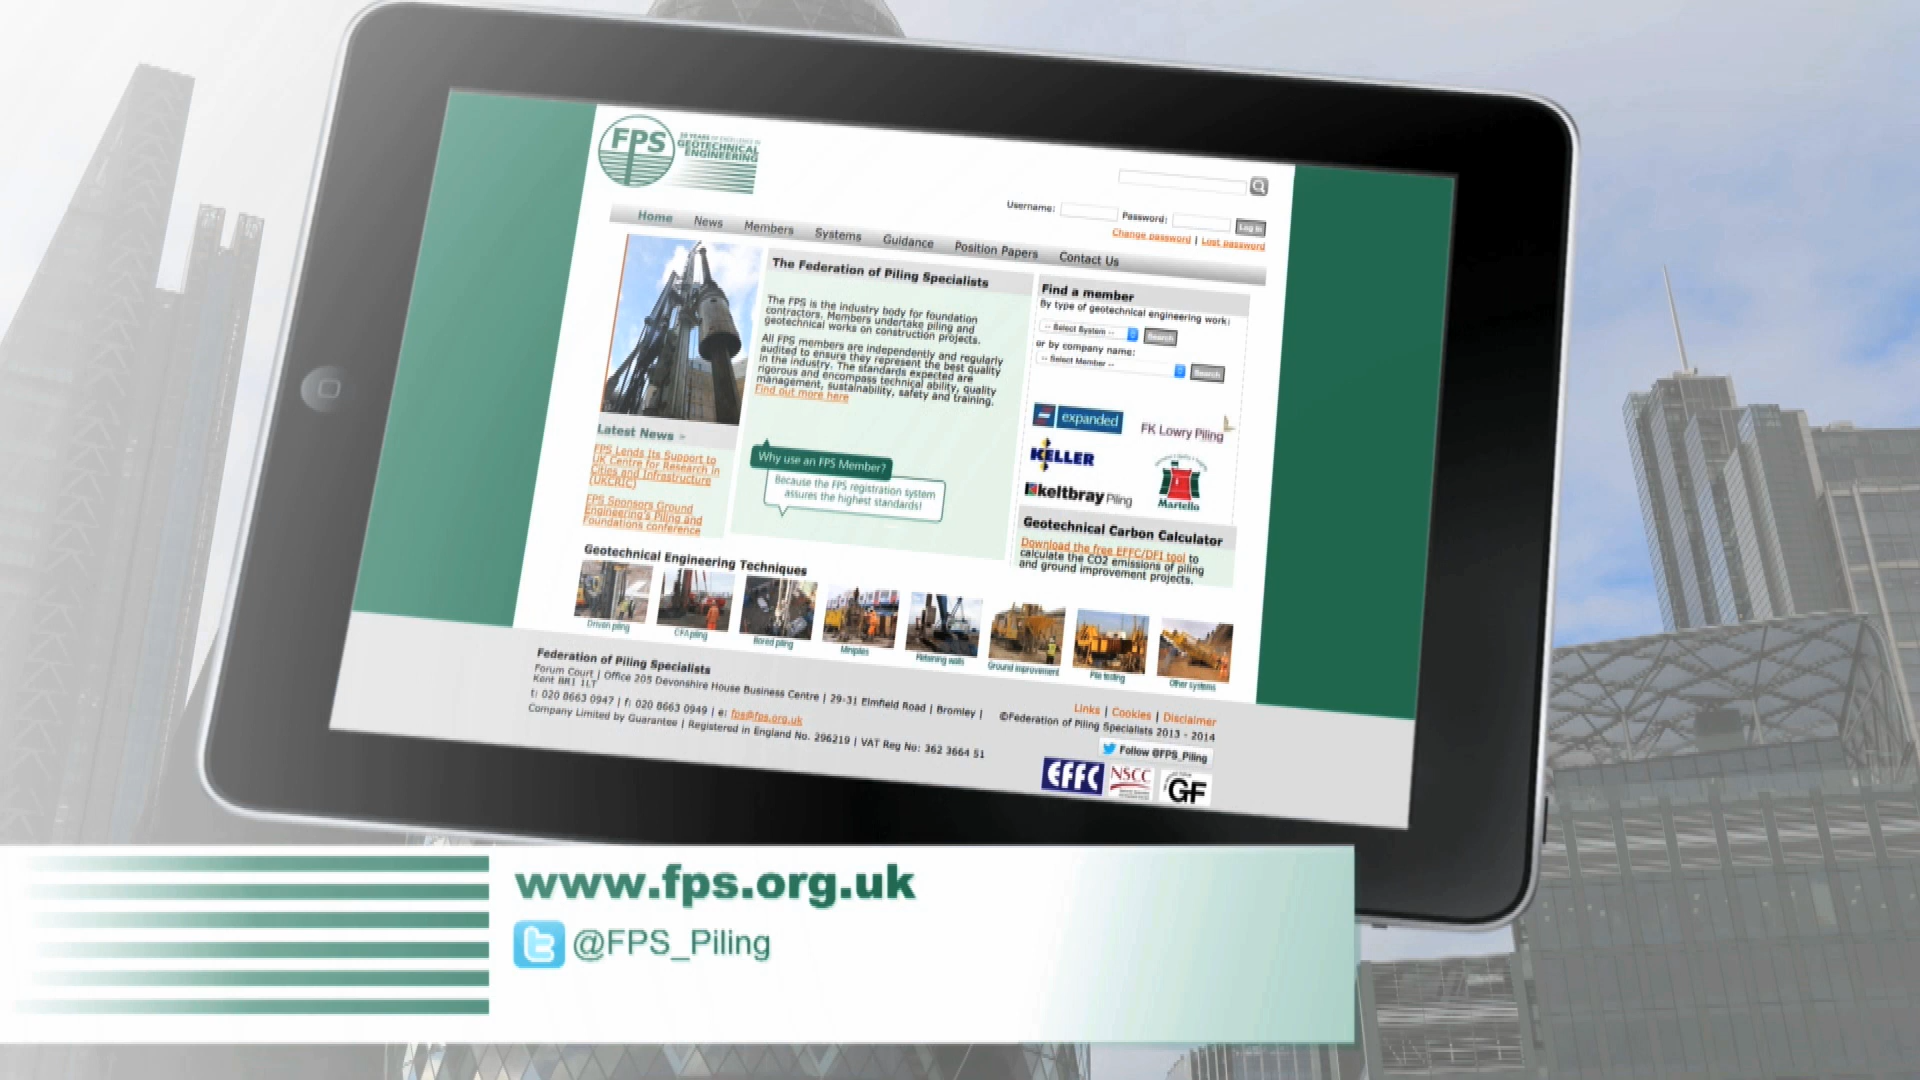 FPS
50 YEARS OF EXCELLENCE IN
GEOTECHNICAL
ENGINEERING
Username:
Password:
Log in
Change password | Lost password
Home
News
Members
Systems
Guidance
Position Papers
Contact Us
The Federation of Piling Specialists
The FPS is the industry body for foundation
contractors. Members undertake piling and
geotechnical works on construction projects.
All FPS members are independently and regularly
audited to ensure they represent the best quality
in the industry. The standards expected are
rigorous and encompass technical ability, quality
management, sustainability, safety and training.
Find out more here
Why use an FPS Member?
Because the FPS registration system
assures the highest standards!
Latest News >
FPS Lends Its Support to
UK Centre for Research in
Cities and Infrastructure
(UKCRIC)
FPS Sponsors Ground
Engineering's Piling and
Foundations conference
Find a member
By type of geotechnical engineering work:
-- Select System --
Search
or by company name:
-- Select Member --
Search
expanded
FK Lowry Piling
KELLER
keltbray Piling
Martello
Geotechnical Carbon Calculator
Download the free EFFC/DFI tool to
calculate the CO2 emissions of piling
and ground improvement projects.
Geotechnical Engineering Techniques
Driven piling
CFA piling
Bored piling
Minipiles
Retaining walls
Ground improvement
Pile testing
Other systems
Federation of Piling Specialists
Forum Court | Office 205 Devonshire House Business Centre | 29-31 Elmfield Road | Bromley |
Kent BR1 1LT
t: 020 8663 0947 | f: 020 8663 0949 | e: fps@fps.org.uk
Company Limited by Guarantee | Registered in England No. 296219 | VAT Reg No: 362 3664 51
Links | Cookies | Disclaimer
©Federation of Piling Specialists 2013 - 2014
Follow @FPS_Piling
EFFC
NSCC
GF
www.fps.org.uk
@FPS_Piling